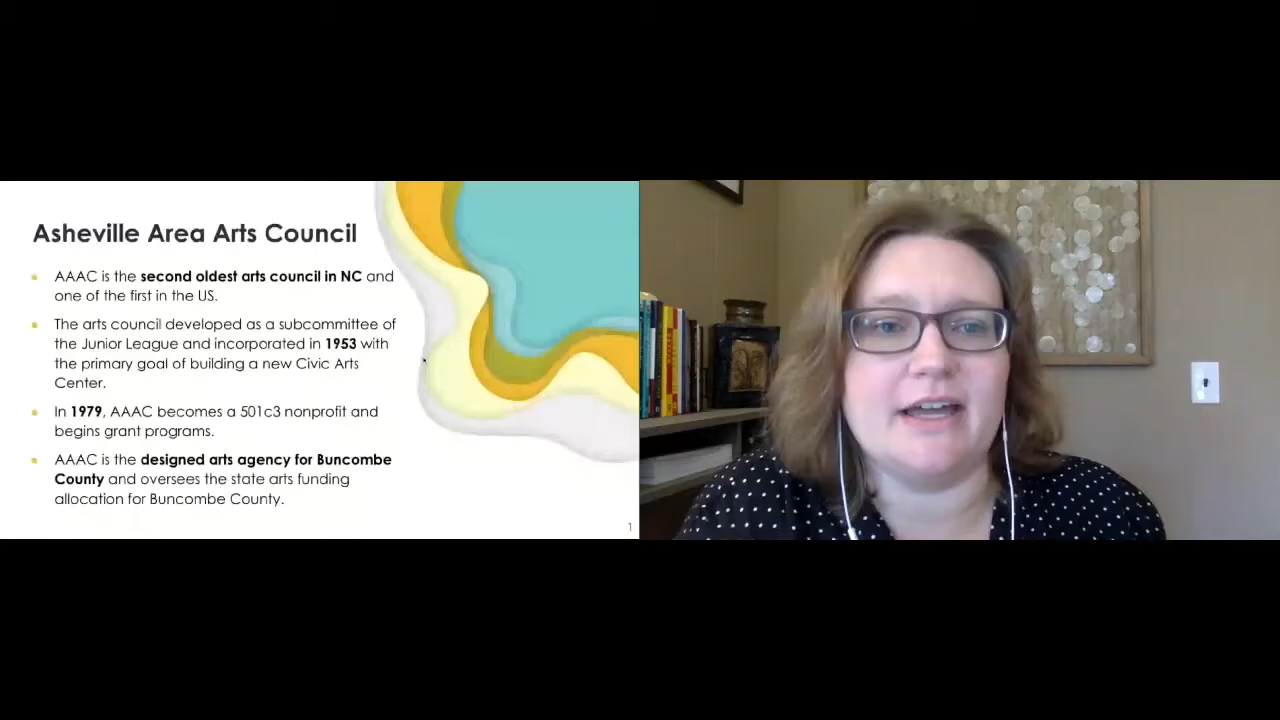 Asheville Area Arts Council
AAAC is the second oldest arts council in NC and
one of the first in the US.
The arts council developed as a subcommittee of
the Junior League and incorporated in 1953 with
the primary goal of building a new Civic Arts
Center.
In 1979, AAAC becomes a 501c3 nonprofit and
begins grant programs.
AAAC is the designed arts agency for Buncombe
County and oversees the state arts funding
allocation for Buncombe County.
1